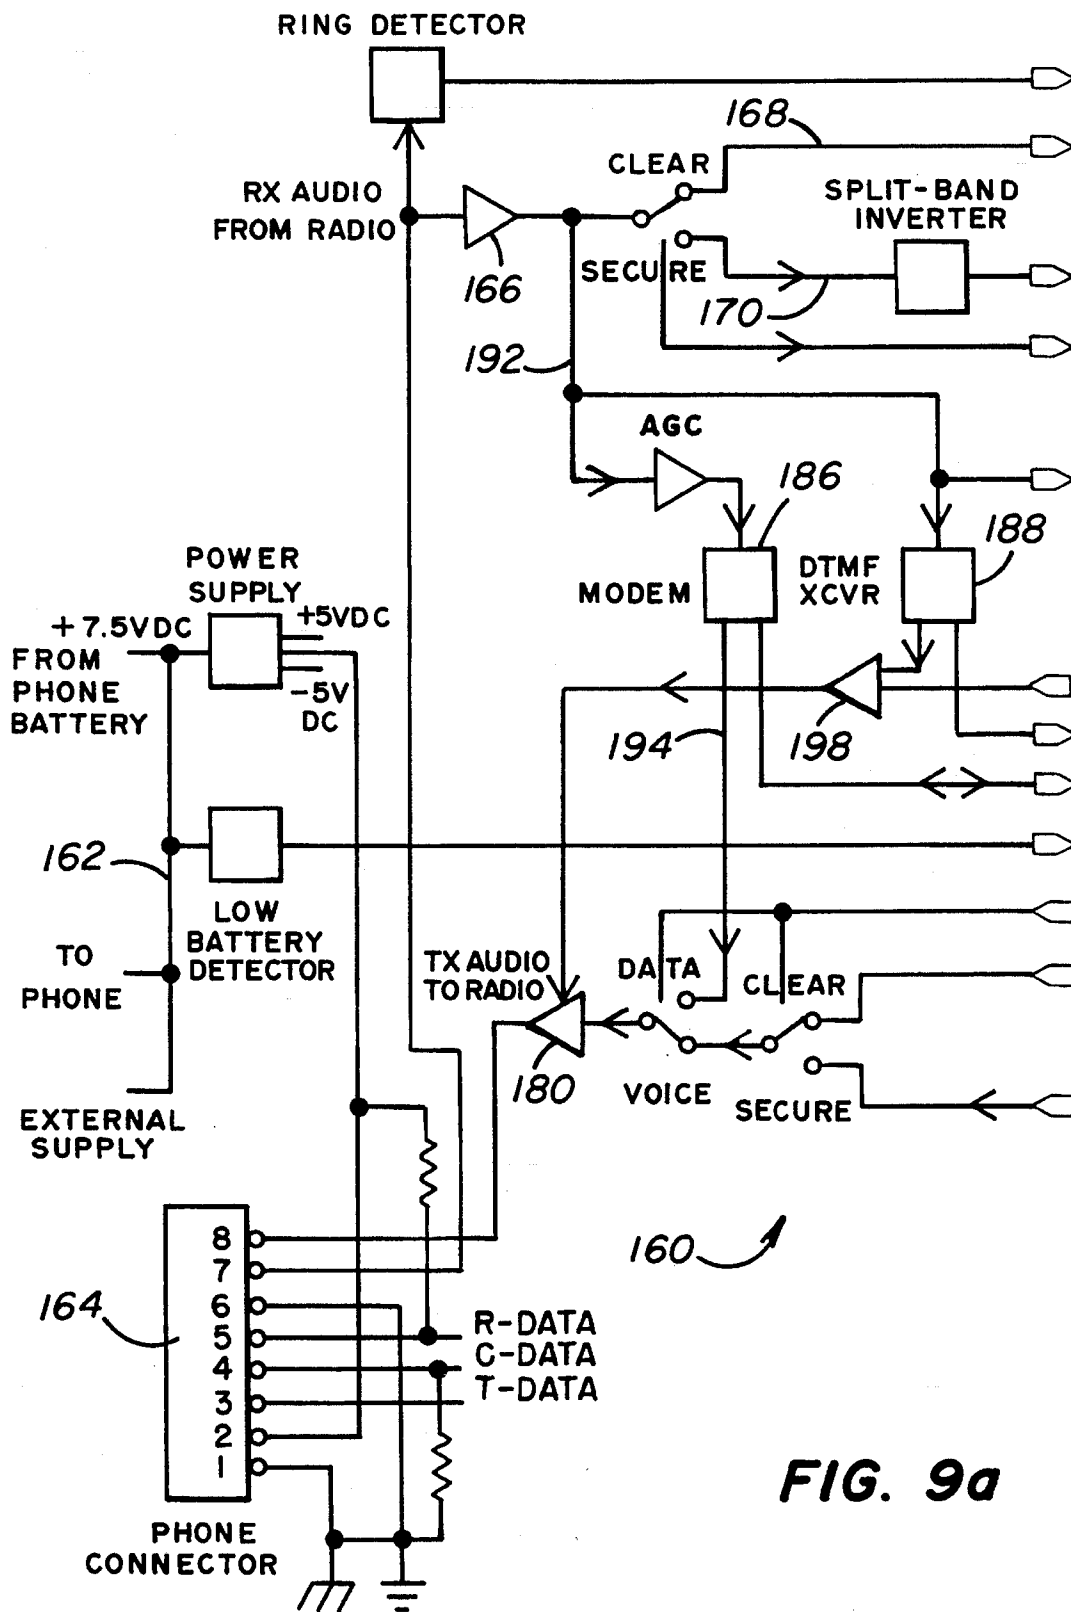 RING DETECTOR
168
CLEAR
RX AUDIO
FROM RADIO
SPLIT-BAND
INVERTER
166
SECURE
170
192
AGC
186
188
POWER
SUPPLY
MODEM
DTMF
XCVR
+7.5VDC
FROM
PHONE
BATTERY
+5VDC
-5V
DC
194
198
162
LOW
BATTERY
DETECTOR
TO
PHONE
TX AUDIO
TO RADIO
DATA
CLEAR
180
VOICE
SECURE
EXTERNAL
SUPPLY
160
164
8
7
6
5
4
3
2
1
R-DATA
C-DATA
T-DATA
PHONE
CONNECTOR
FIG. 9a